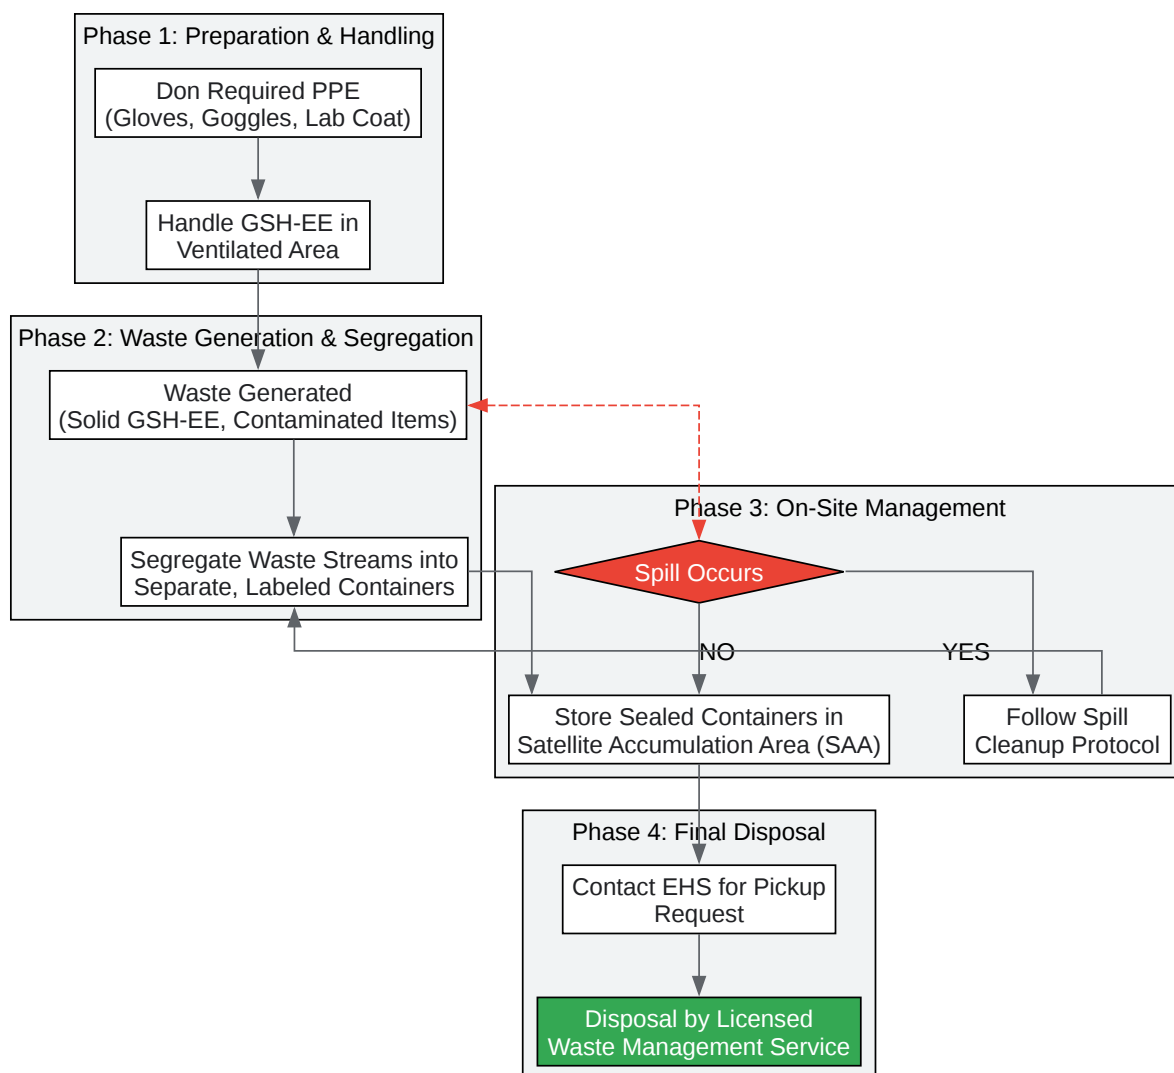 Phase 1: Preparation & Handling
Don Required PPE
(Gloves, Goggles, Lab Coat)
Handle GSH-EE in
Ventilated Area
Phase 2: Waste Generation & Segregation
Waste Generated
(Solid GSH-EE, Contaminated Items)
Segregate Waste Streams into
Separate, Labeled Containers
Phase 3: On-Site Management
Spill Occurs
NO
YES
Store Sealed Containers in
Satellite Accumulation Area (SAA)
Follow Spill
Cleanup Protocol
Phase 4: Final Disposal
Contact EHS for Pickup
Request
Disposal by Licensed
Waste Management Service